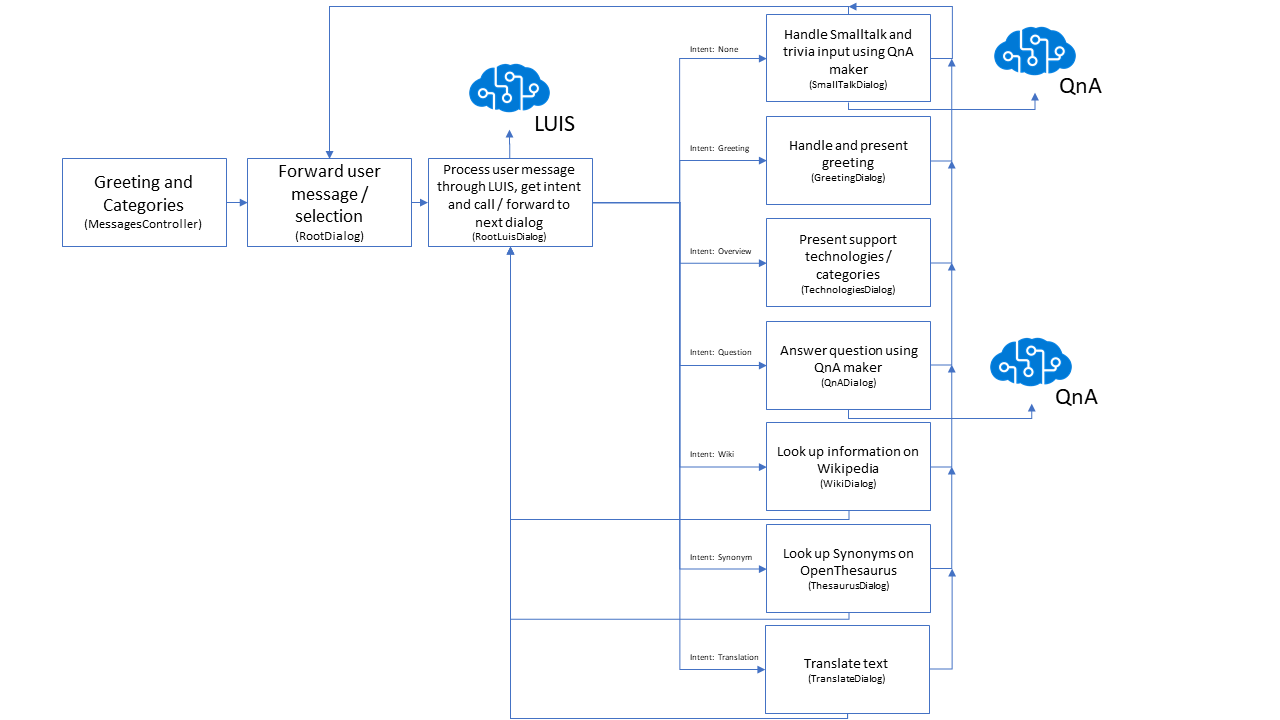 Greeting and
Categories
(MessagesController)
Forward user
message /
selection
(RootDialog)
LUIS
Process user message
through LUIS, get intent
and call / forward to
next dialog
(RootLuisDialog)
Intent: None
Handle Smalltalk and
trivia input using QnA
maker
(SmallTalkDialog)
QnA
Intent: Greeting
Handle and present
greeting
(GreetingDialog)
Intent: Overview
Present support
technologies /
categories
(TechnologiesDialog)
Intent: Question
Answer question using
QnA maker
(QnADialog)
QnA
Intent: Wiki
Look up information on
Wikipedia
(WikiDialog)
Intent: Synonym
Look up Synonyms on
OpenThesaurus
(ThesaurusDialog)
Intent: Translation
Translate text
(TranslateDialog)